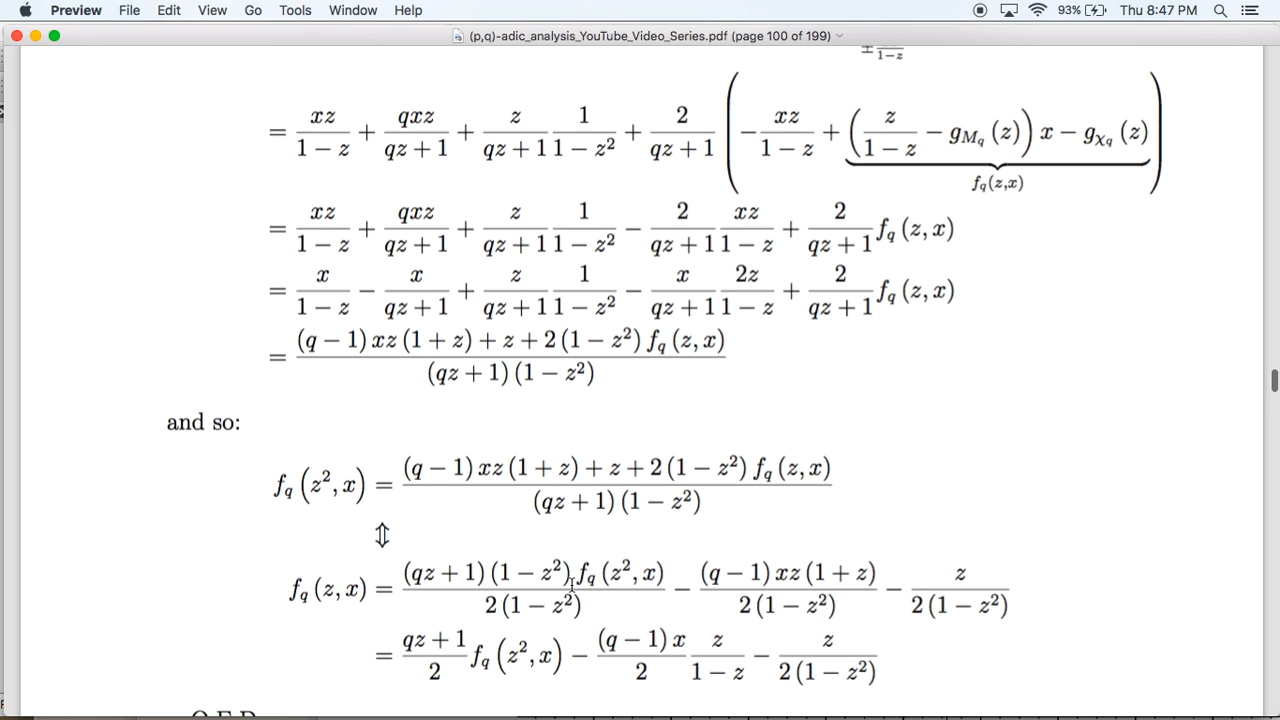 Preview File Edit View Go Tools Window Help 93% Thu 8:47 PM
(p,q)-adic_analysis_YouTube_Video_Series.pdf (page 100 of 199)
1−z
= xz/(1 − z) + qxz/(qz + 1) + z/(qz + 1) 1/(1 − z²) + 2/(qz + 1) ( − xz/(1 − z) + ( z/(1 − z) − g_{M_q} (z) ) x − g_{χ_q} (z) )
f_q(z,x)
= xz/(1 − z) + qxz/(qz + 1) + z/(qz + 1) 1/(1 − z²) − 2/(qz + 1) xz/(1 − z) + 2/(qz + 1) f_q (z, x)
= x/(1 − z) − x/(qz + 1) + z/(qz + 1) 1/(1 − z²) − x/(qz + 1) 2z/(1 − z) + 2/(qz + 1) f_q (z, x)
= ((q − 1) xz (1 + z) + z + 2 (1 − z²) f_q (z, x))/((qz + 1) (1 − z²))
and so:
f_q (z², x) = ((q − 1) xz (1 + z) + z + 2 (1 − z²) f_q (z, x))/((qz + 1) (1 − z²))
⇕
f_q (z, x) = ((qz + 1) (1 − z²) f_q (z², x))/(2 (1 − z²)) − ((q − 1) xz (1 + z))/(2 (1 − z²)) − z/(2 (1 − z²))
= (qz + 1)/2 f_q (z², x) − ((q − 1) x)/2 z/(1 − z) − z/(2 (1 − z²))
Q.E.D.